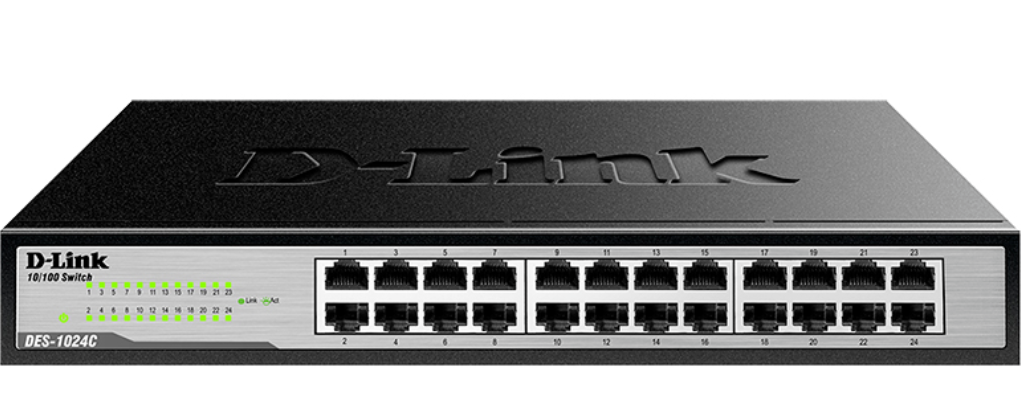 D-Link
D-Link
10/100 Switch
1 3 5 7 9 11 13 15 17 19 21 23
Link Act
2 4 6 8 10 12 14 16 18 20 22 24
DES-1024C
1 3 5 7 9 11 13 15 17 19 21 23
2 4 6 8 10 12 14 16 18 20 22 24